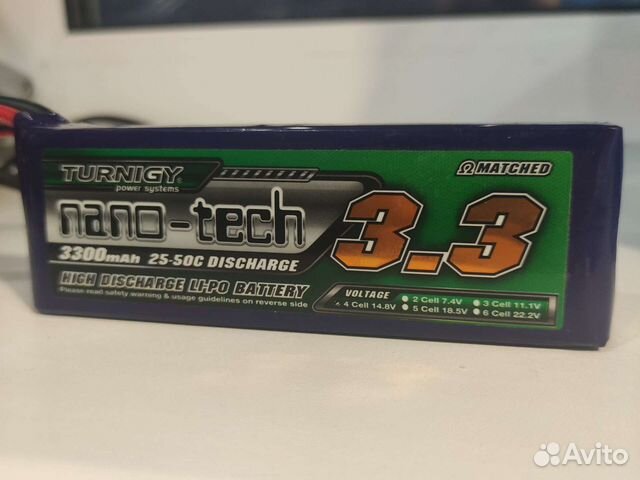 TURNIGY
power systems
Ω MATCHED
nano-tech
3.3
3300mAh 25-50C DISCHARGE
HIGH DISCHARGE LI-PO BATTERY
Please read safety warning & usage guidelines on reverse side
VOLTAGE
2 Cell 7.4V 3 Cell 11.1V
4 Cell 14.8V 5 Cell 18.5V 6 Cell 22.2V
Avito